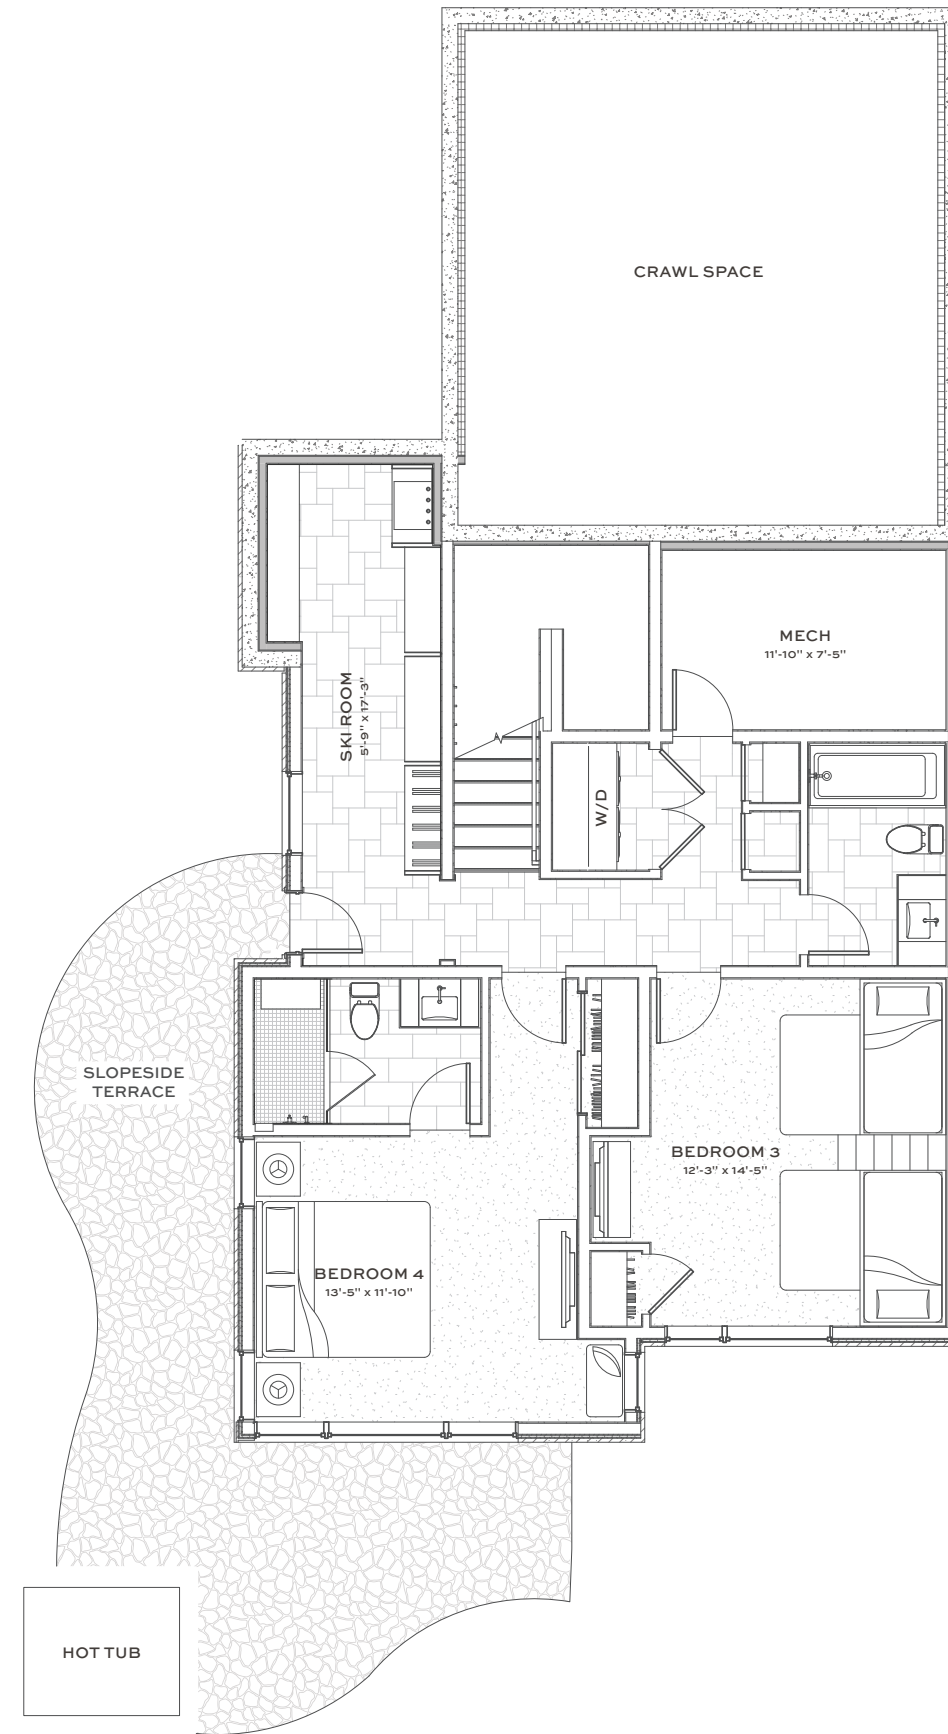 CRAWL SPACE
MECH
11'-10" x 7'-5"
SKI ROOM
5'-9" x 17'-3"
W/D
SLOPESIDE
TERRACE
BEDROOM 3
12'-3" x 14'-5"
BEDROOM 4
13'-5" x 11'-10"
HOT TUB